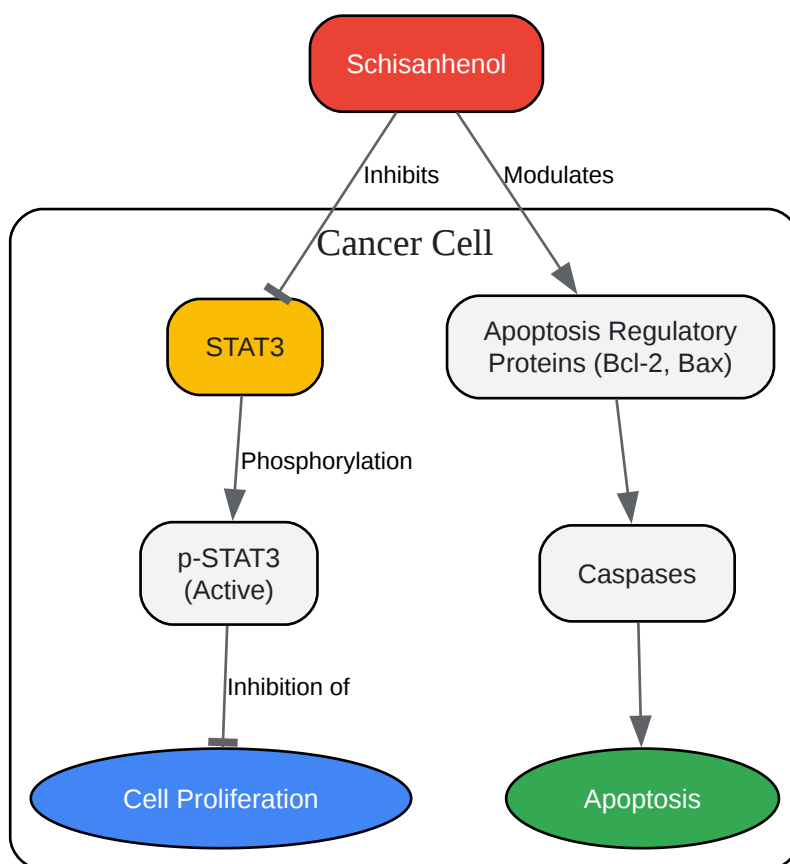 Schisanhenol
Inhibits
Modulates
Cancer Cell
STAT3
Apoptosis Regulatory
Proteins (Bcl-2, Bax)
Phosphorylation
p-STAT3
(Active)
Caspases
Inhibition of
Cell Proliferation
Apoptosis